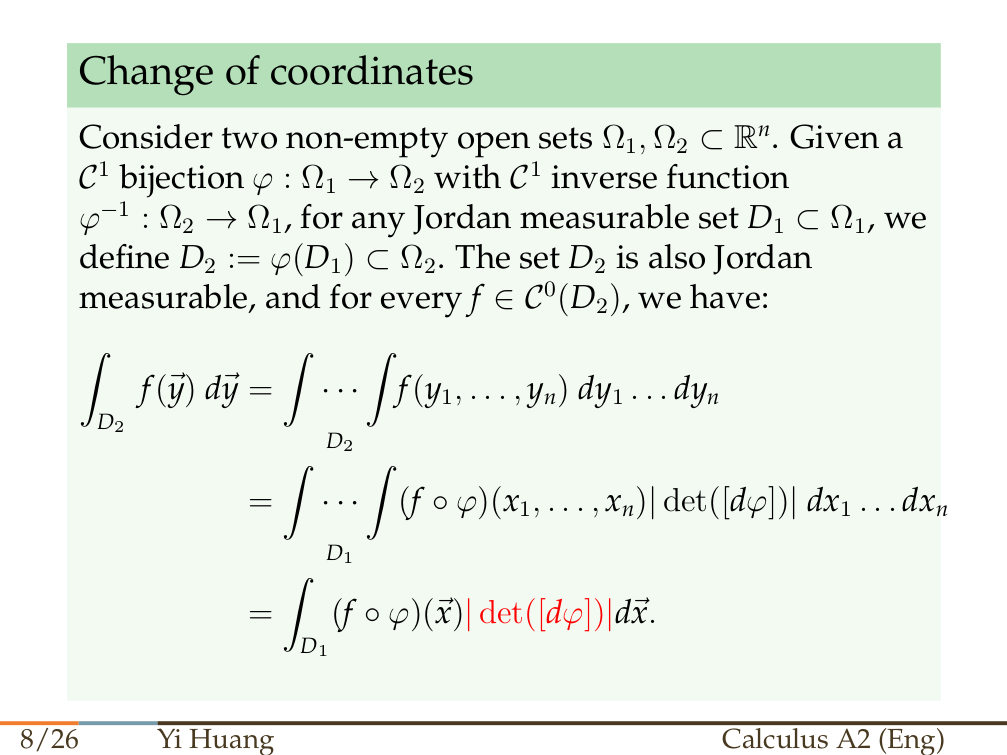 Change of coordinates
Consider two non-empty open sets Ω₁, Ω₂ ⊂ ℝⁿ. Given a
𝒞¹ bijection φ : Ω₁ → Ω₂ with 𝒞¹ inverse function
φ⁻¹ : Ω₂ → Ω₁, for any Jordan measurable set D₁ ⊂ Ω₁, we
define D₂ := φ(D₁) ⊂ Ω₂. The set D₂ is also Jordan
measurable, and for every f ∈ 𝒞⁰(D₂), we have:
∫_{D₂} f(y⃗) dy⃗ = ∫ ⋯ ∫_{D₂} f(y₁, …, yₙ) dy₁ … dyₙ
= ∫ ⋯ ∫_{D₁} (f ∘ φ)(x₁, …, xₙ)| det([dφ])| dx₁ … dxₙ
= ∫_{D₁} (f ∘ φ)(x⃗)| det([dφ])|dx⃗.
8/26 Yi Huang Calculus A2 (Eng)